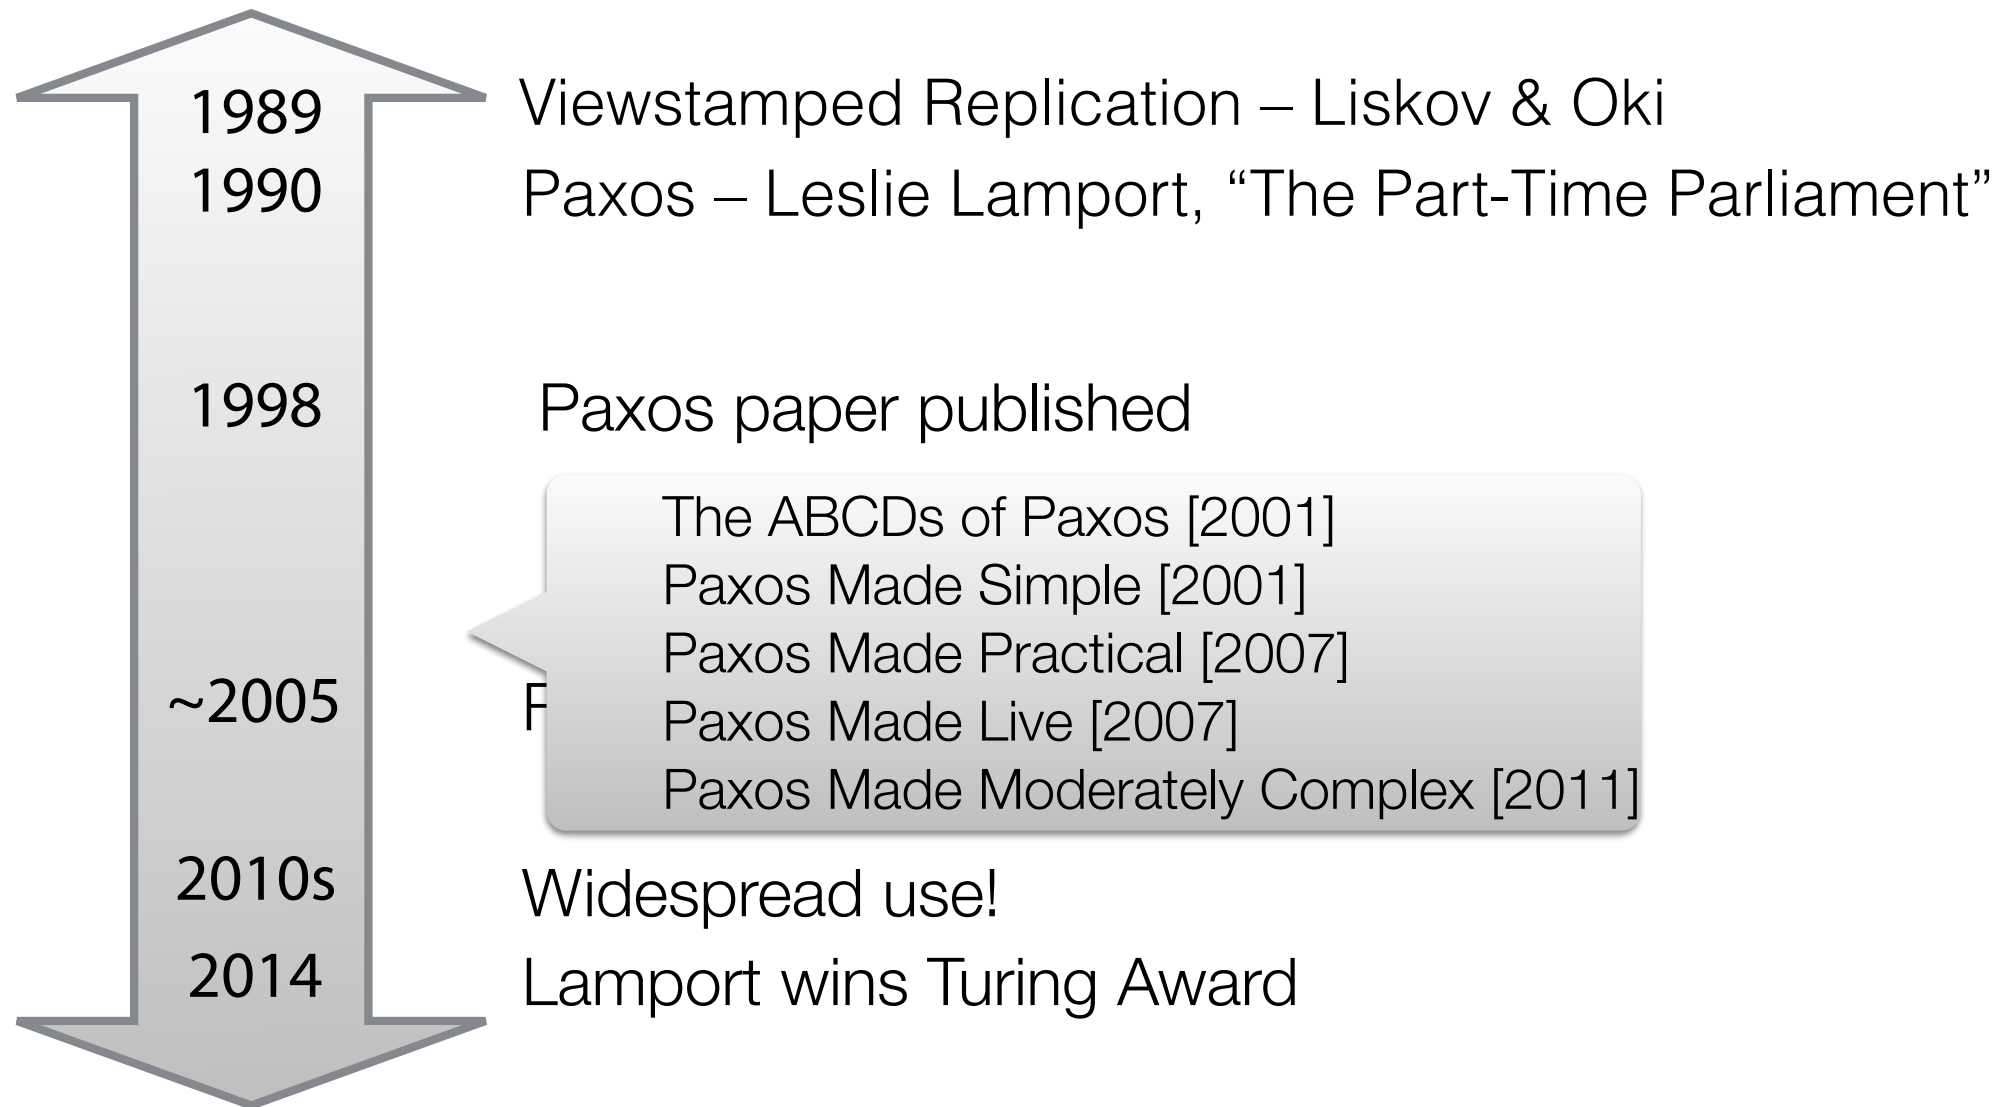 1989 Viewstamped Replication – Liskov & Oki
1990 Paxos – Leslie Lamport, “The Part-Time Parliament”
1998 Paxos paper published
The ABCDs of Paxos [2001]
Paxos Made Simple [2001]
Paxos Made Practical [2007]
~2005
Paxos Made Live [2007]
Paxos Made Moderately Complex [2011]
2010s Widespread use!
2014 Lamport wins Turing Award